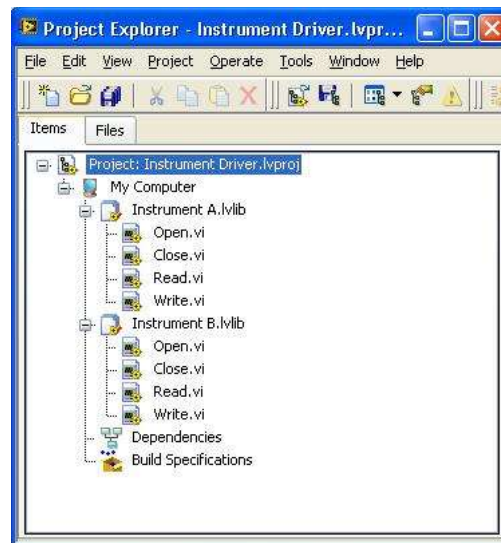 Project Explorer - Instrument Driver.lvpr...
File Edit View Project Operate Tools Window Help
Items Files
Project: Instrument Driver.lvproj
My Computer
Instrument A.lvlib
Open.vi
Close.vi
Read.vi
Write.vi
Instrument B.lvlib
Open.vi
Close.vi
Read.vi
Write.vi
Dependencies
Build Specifications